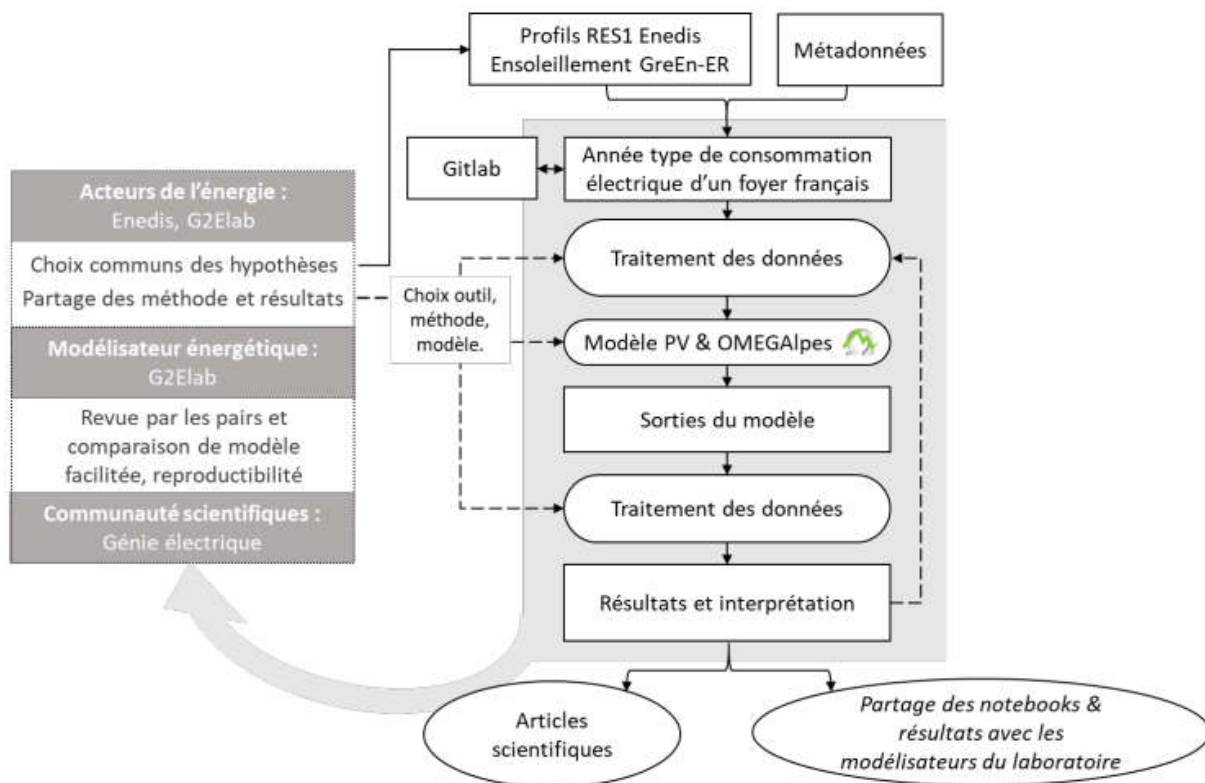 Profils RES1 Enedis
Ensoleillement GreEn-ER
Métadonnées
Gitlab
Année type de consommation
électrique d'un foyer français
Acteurs de l'énergie :
Enedis, G2Elab
Choix communs des hypothèses
Partage des méthode et résultats
Modélisateur énergétique :
G2Elab
Revue par les pairs et
comparaison de modèle
facilitée, reproductibilité
Communauté scientifiques :
Génie électrique
Choix outil,
méthode,
modèle.
Traitement des données
Modèle PV & OMEGAlpes
Sorties du modèle
Traitement des données
Résultats et interprétation
Articles
scientifiques
Partage des notebooks &
résultats avec les
modélisateurs du laboratoire